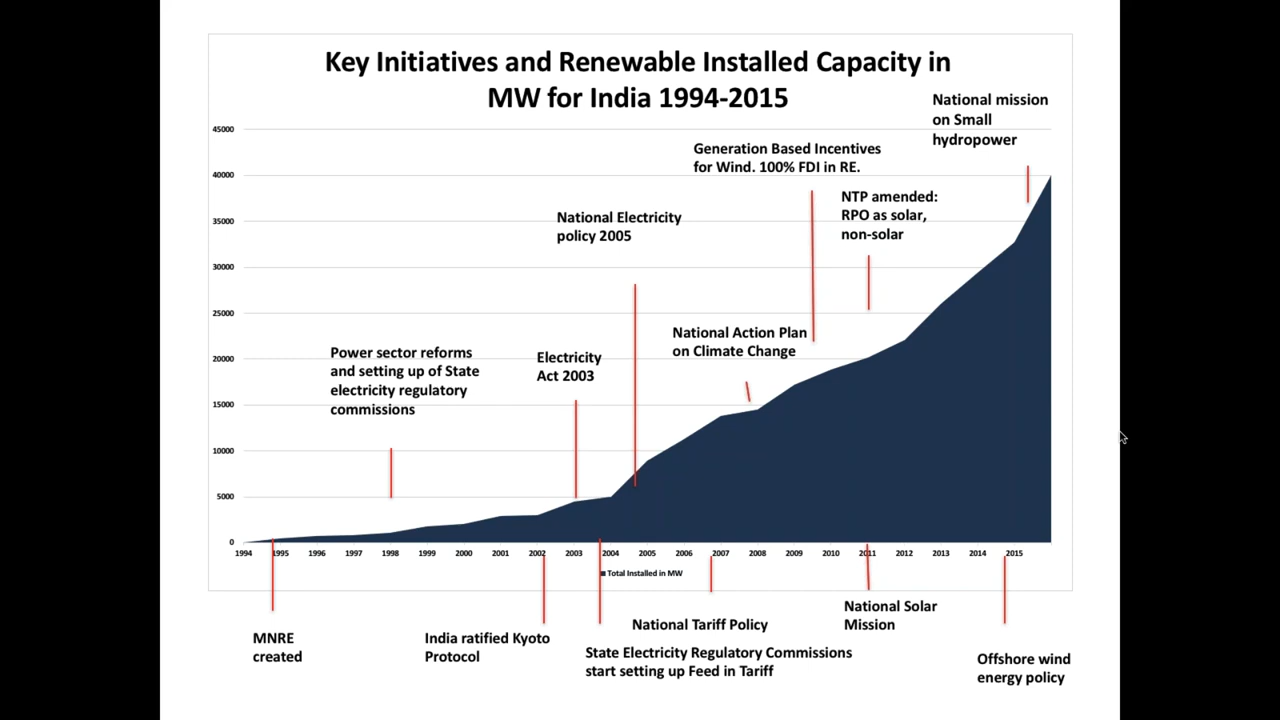 Key Initiatives and Renewable Installed Capacity in
MW for India 1994-2015
National mission
on Small
hydropower
Generation Based Incentives
for Wind. 100% FDI in RE.
NTP amended:
RPO as solar,
non-solar
National Electricity
policy 2005
National Action Plan
on Climate Change
Power sector reforms
and setting up of State
electricity regulatory
commissions
Electricity
Act 2003
45000
40000
35000
30000
25000
20000
15000
10000
5000
0
1994 1995 1996 1997 1998 1999 2000 2001 2002 2003 2004 2005 2006 2007 2008 2009 2010 2011 2012 2013 2014 2015
Total Installed in MW
MNRE
created
India ratified Kyoto
Protocol
National Tariff Policy
State Electricity Regulatory Commissions
start setting up Feed in Tariff
National Solar
Mission
Offshore wind
energy policy